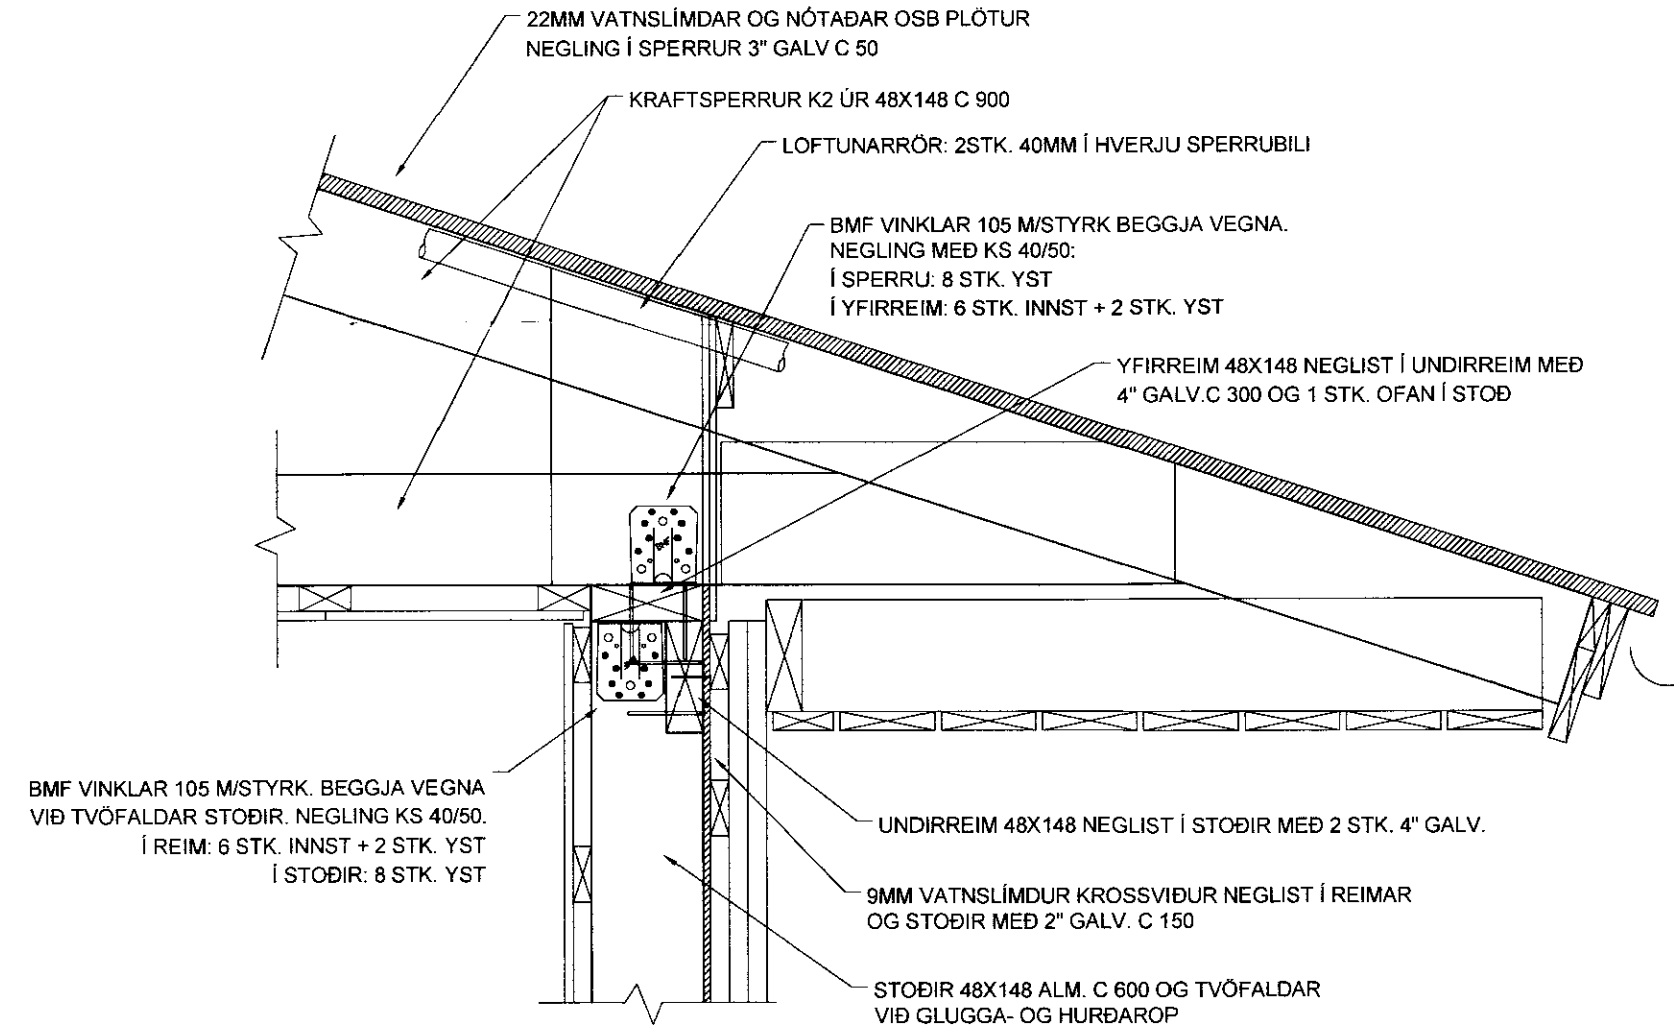 22MM VATNSLÍMDAR OG NÓTAÐAR OSB PLÖTUR
NEGLING Í SPERRUR 3" GALV C 50
KRAFTSPERRUR K2 ÚR 48X148 C 900
LOFTUNARRÖR: 2STK. 40MM Í HVERJU SPERRUBILI
BMF VINKLAR 105 M/STYRK BEGGJA VEGNA.
NEGLING MEÐ KS 40/50:
Í SPERRU: 8 STK. YST
Í YFIRREIM: 6 STK. INNST + 2 STK. YST
YFIRREIM 48X148 NEGLIST Í UNDIRREIM MEÐ
4" GALV.C 300 OG 1 STK. OFAN Í STOÐ
BMF VINKLAR 105 M/STYRK. BEGGJA VEGNA
VIÐ TVÖFALDAR STOÐIR. NEGLING KS 40/50.
Í REIM: 6 STK. INNST + 2 STK. YST
Í STOÐIR: 8 STK. YST
UNDIRREIM 48X148 NEGLIST Í STOÐIR MEÐ 2 STK. 4" GALV.
9MM VATNSLÍMDUR KROSSVIÐUR NEGLIST Í REIMAR
OG STOÐIR MEÐ 2" GALV. C 150
STOÐIR 48X148 ALM. C 600 OG TVÖFALDAR
VIÐ GLUGGA- OG HURÐAROP